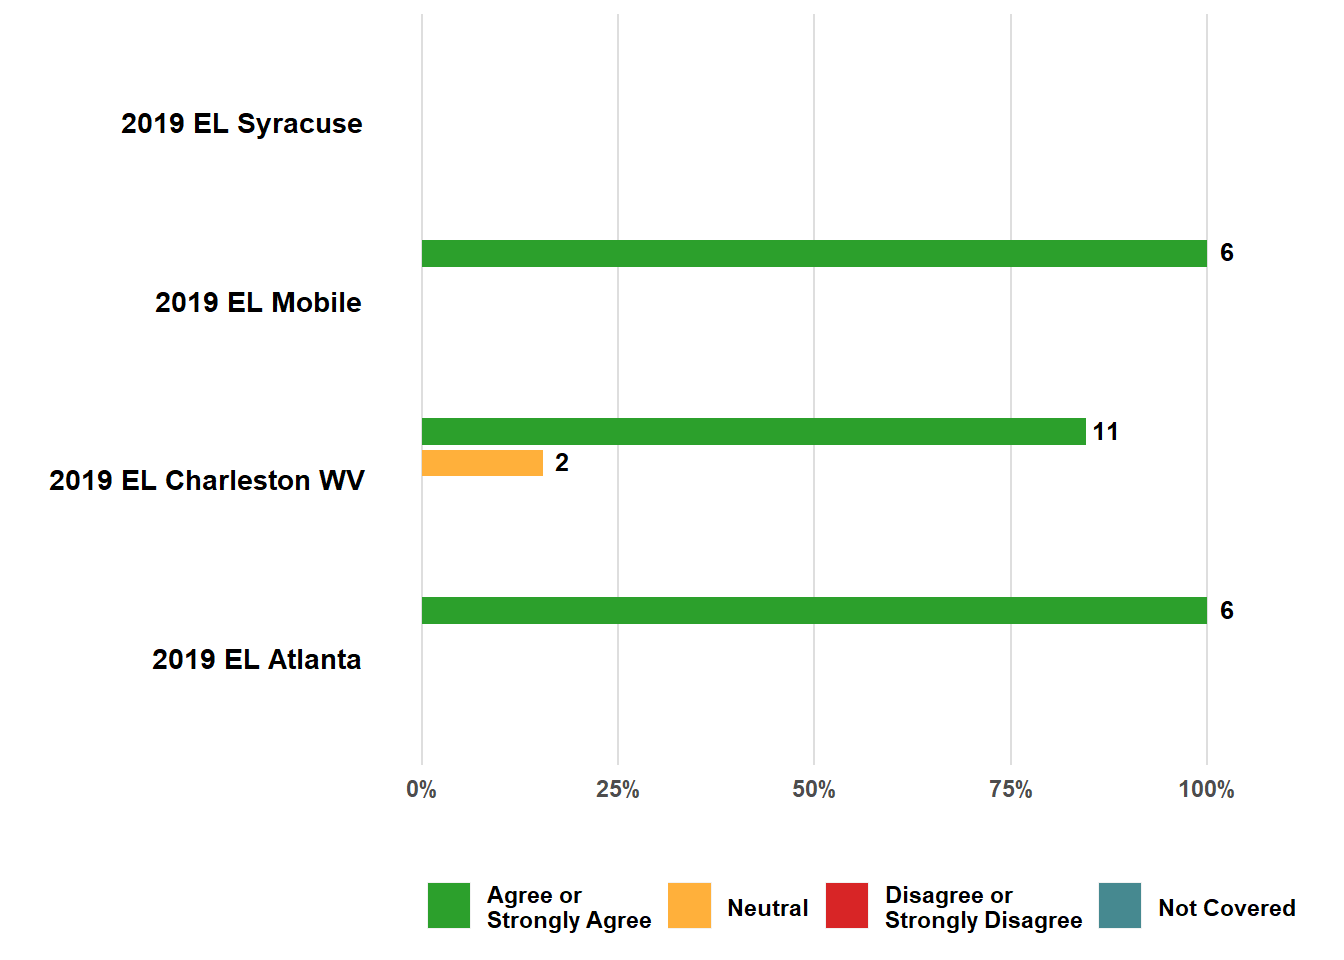 2019 EL Syracuse
6
2019 EL Mobile
11
2
2019 EL Charleston WV
6
2019 EL Atlanta
0% 25% 50% 75% 100%
Agree or
Strongly Agree
Neutral
Disagree or
Strongly Disagree
Not Covered